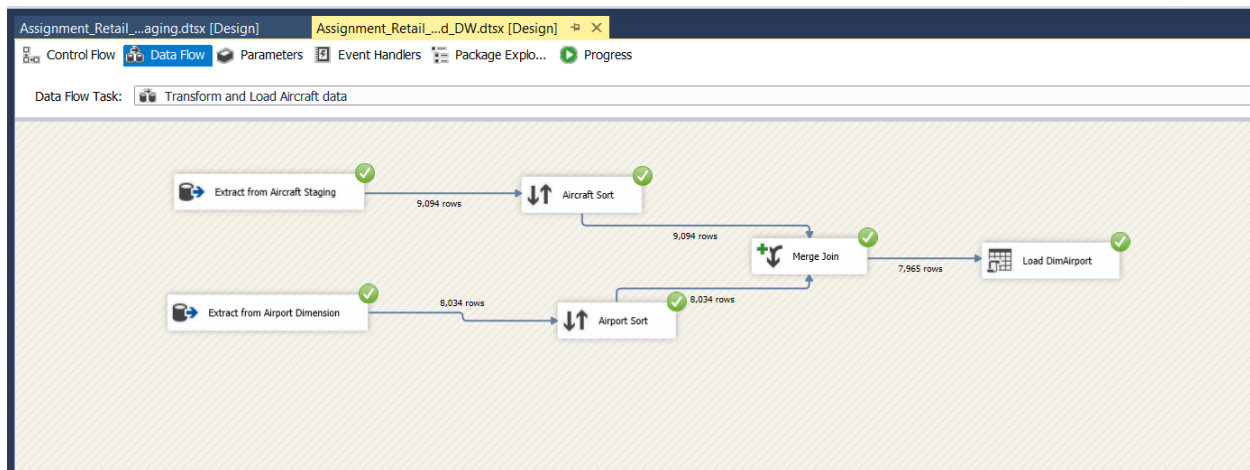 Assignment_Retail_...aging.dtsx [Design]
Assignment_Retail_...d_DW.dtsx [Design]
Control Flow
Data Flow
Parameters
Event Handlers
Package Explo...
Progress
Data Flow Task:
Transform and Load Aircraft data
Extract from Aircraft Staging
9,094 rows
Aircraft Sort
9,094 rows
Merge Join
7,965 rows
Load DimAirport
Extract from Airport Dimension
8,034 rows
Airport Sort
8,034 rows